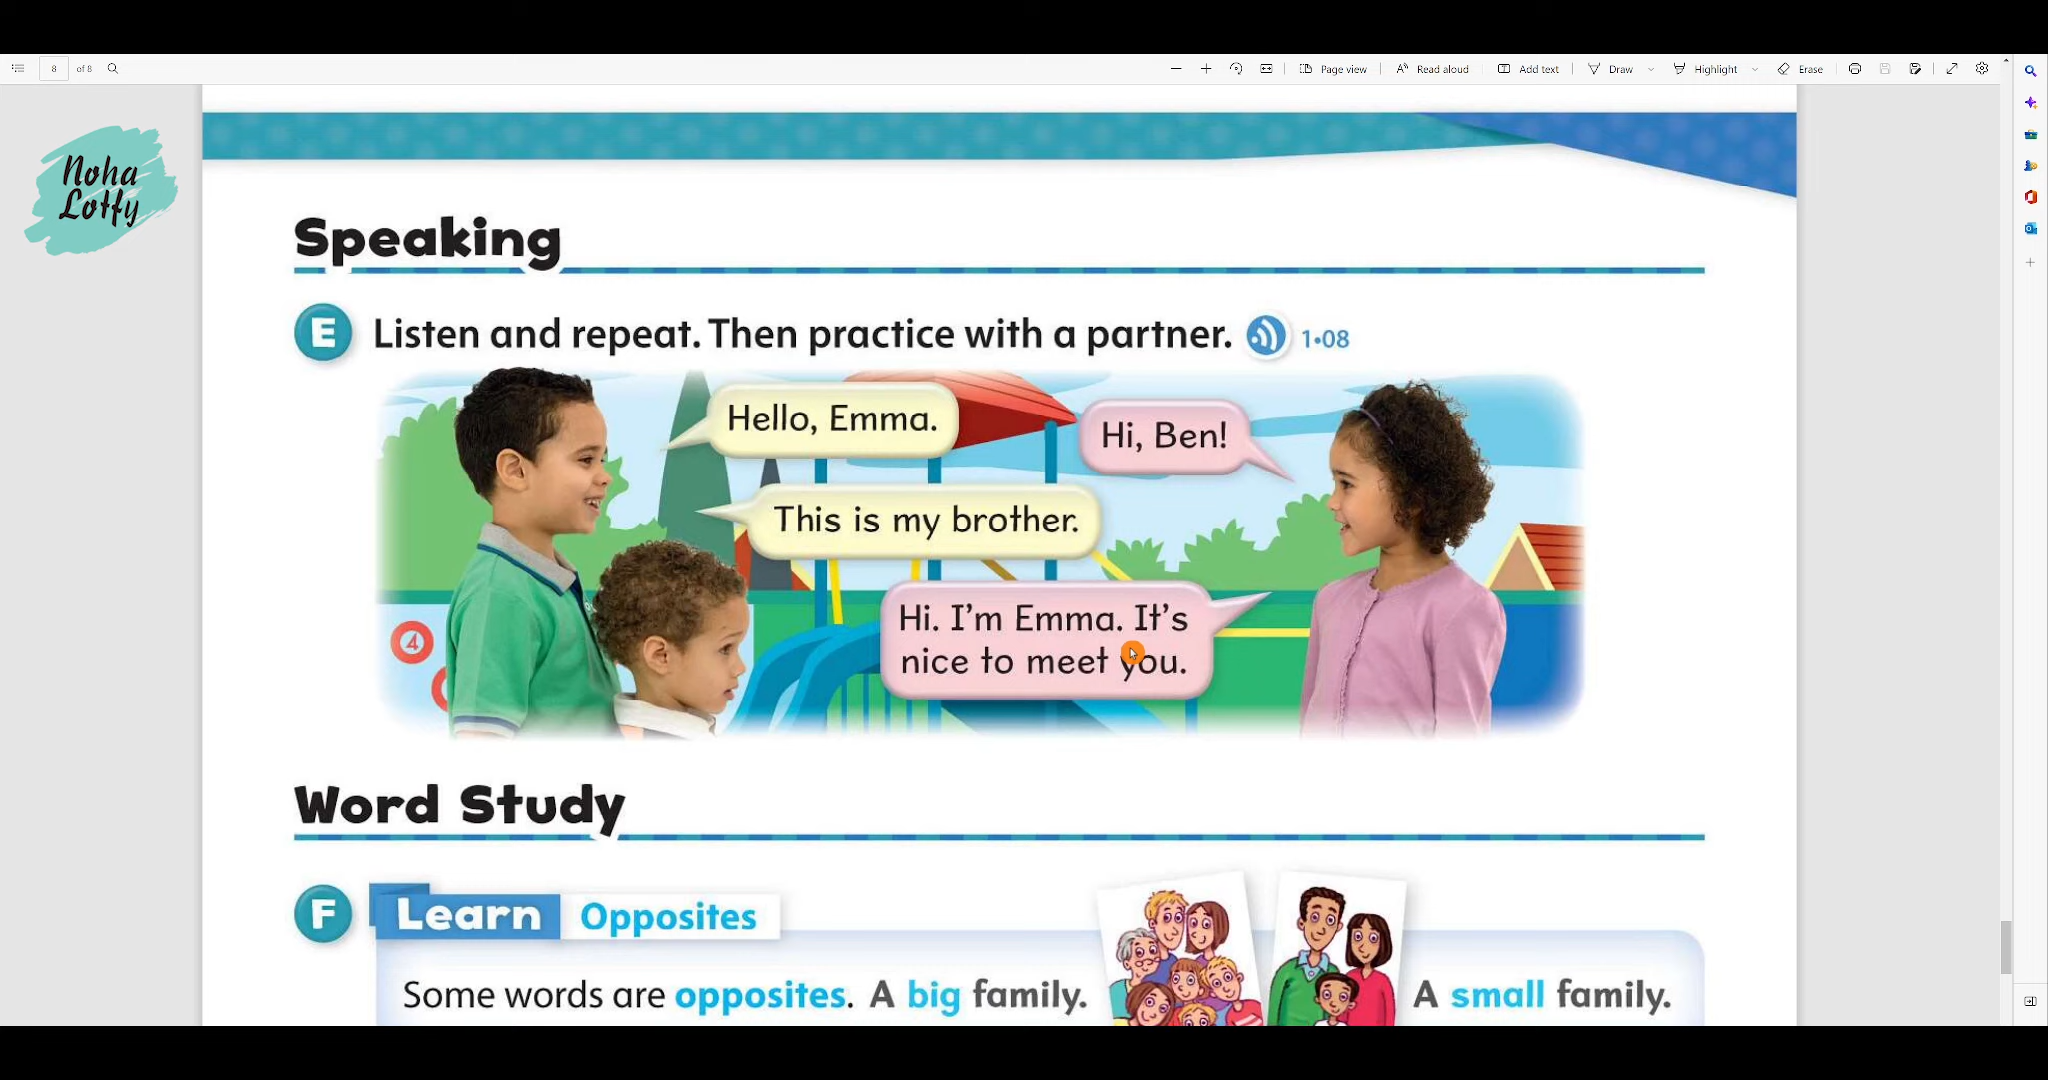 8 of 8
Page view
Read aloud
Add text
Draw
Highlight
Erase
Noha
Lotfy
Speaking
E Listen and repeat. Then practice with a partner. 1•08
Hello, Emma.
Hi, Ben!
This is my brother.
Hi. I'm Emma. It's
nice to meet you.
4
Word Study
F Learn Opposites
Some words are opposites. A big family. A small family.